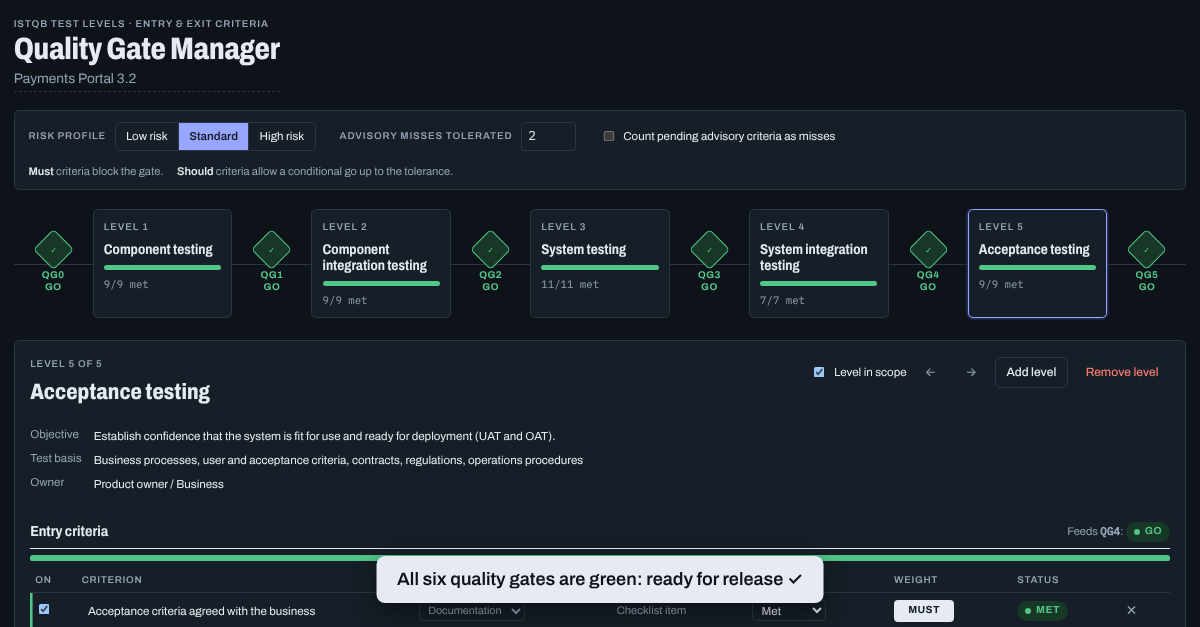 ISTQB TEST LEVELS · ENTRY & EXIT CRITERIA
Quality Gate Manager
Payments Portal 3.2
RISK PROFILE Low risk Standard High risk ADVISORY MISSES TOLERATED 2 Count pending advisory criteria as misses
Must criteria block the gate. Should criteria allow a conditional go up to the tolerance.
✓
QG0
GO
LEVEL 1
Component testing
9/9 met
✓
QG1
GO
LEVEL 2
Component
integration testing
9/9 met
✓
QG2
GO
LEVEL 3
System testing
11/11 met
✓
QG3
GO
LEVEL 4
System integration
testing
7/7 met
✓
QG4
GO
LEVEL 5
Acceptance testing
9/9 met
✓
QG5
GO
LEVEL 5 OF 5
Acceptance testing
Level in scope ← → Add level Remove level
Objective Establish confidence that the system is fit for use and ready for deployment (UAT and OAT).
Test basis Business processes, user and acceptance criteria, contracts, regulations, operations procedures
Owner Product owner / Business
Entry criteria Feeds QG4: GO
All six quality gates are green: ready for release ✓
ON CRITERION WEIGHT STATUS
Acceptance criteria agreed with the business Documentation Checklist item Met MUST MET ✕